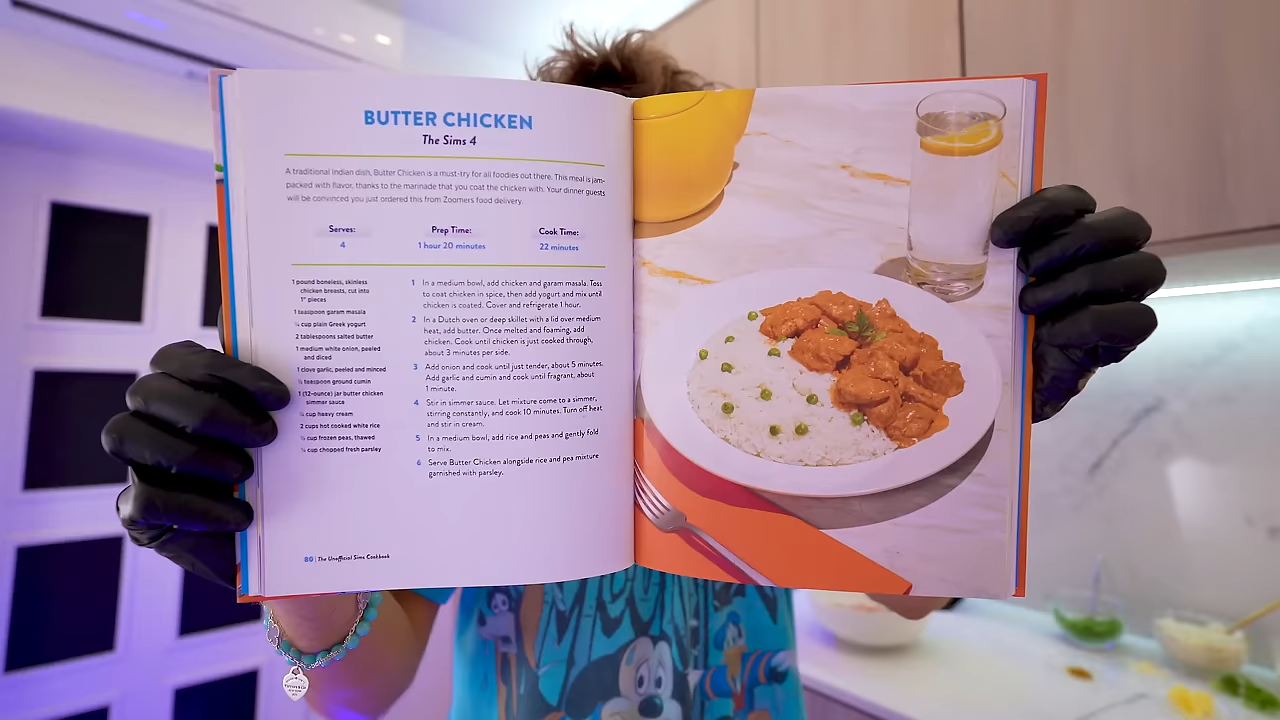 BUTTER CHICKEN
The Sims 4
A traditional Indian dish, Butter Chicken is a must-try for all foodies out there. This meal is jam-
packed with flavor, thanks to the marinade that you coat the chicken with. Your dinner guests
will be convinced you just ordered this from Zoomers food delivery.
Serves:
4
Prep Time:
1 hour 20 minutes
Cook Time:
22 minutes
1 pound boneless, skinless
chicken breasts, cut into
1" pieces
1 teaspoon garam masala
cup plain Greek yogurt
2 tablespoons salted butter
1 medium white onion, peeled
and diced
1 clove garlic, peeled and minced
teaspoon ground cumin
1 (12-ounce) jar butter chicken
simmer sauce
cup heavy cream
2 cups hot cooked white rice
cup frozen peas, thawed
cup chopped fresh parsley
1 In a medium bowl, add chicken and garam masala. Toss
to coat chicken in spice, then add yogurt and mix until
chicken is coated. Cover and refrigerate 1 hour.
2 In a Dutch oven or deep skillet with a lid over medium
heat, add butter. Once melted and foaming, add
chicken. Cook until chicken is just cooked through,
about 3 minutes per side.
3 Add onion and cook until just tender, about 5 minutes.
Add garlic and cumin and cook until fragrant, about
1 minute.
4 Stir in simmer sauce. Let mixture come to a simmer,
stirring constantly, and cook 10 minutes. Turn off heat
and stir in cream.
5 In a medium bowl, add rice and peas and gently fold
to mix.
6 Serve Butter Chicken alongside rice and pea mixture
garnished with parsley.
80 | The Unofficial Sims Cookbook